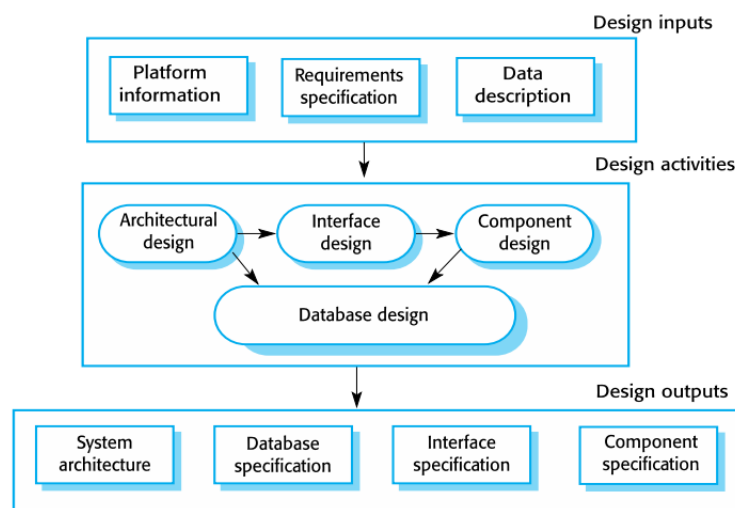 Design inputs
Platform
information
Requirements
specification
Data
description
Design activities
Architectural
design
Interface
design
Component
design
Database design
Design outputs
System
architecture
Database
specification
Interface
specification
Component
specification